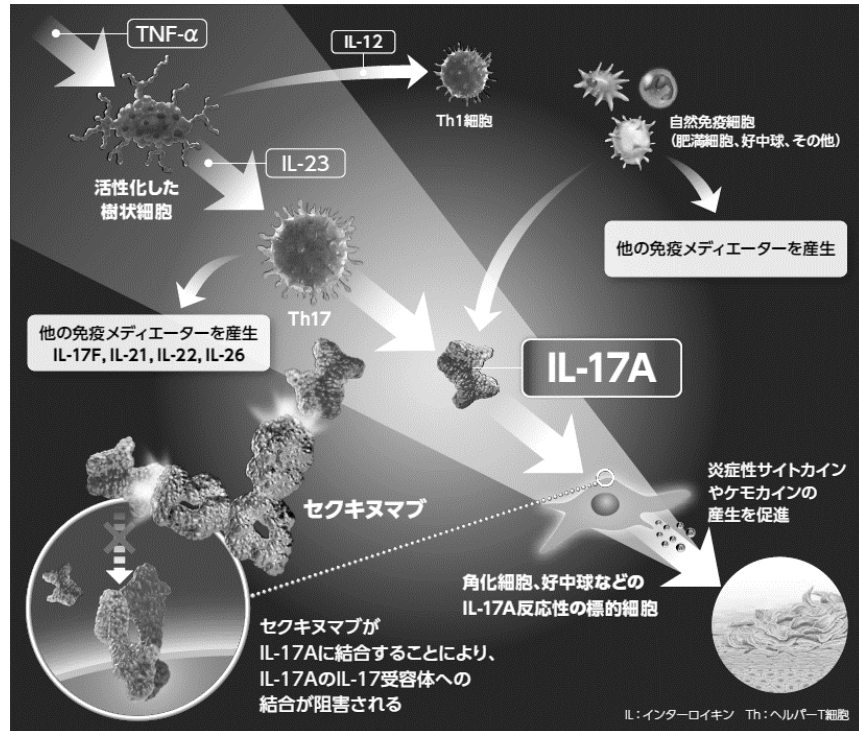 TNF-α
IL-12
Th1細胞
自然免疫細胞
(肥満細胞、好中球、その他)
活性化した
樹状細胞
IL-23
他の免疫メディエーターを産生
Th17
他の免疫メディエーターを産生
IL-17F, IL-21, IL-22, IL-26
IL-17A
セクキヌマブ
炎症性サイトカイン
やケモカインの
産生を促進
角化細胞、好中球などの
IL-17A反応性の標的細胞
セクキヌマブが
IL-17Aに結合することにより、
IL-17AのIL-17受容体への
結合が阻害される
IL:インターロイキン Th:ヘルパーT細胞